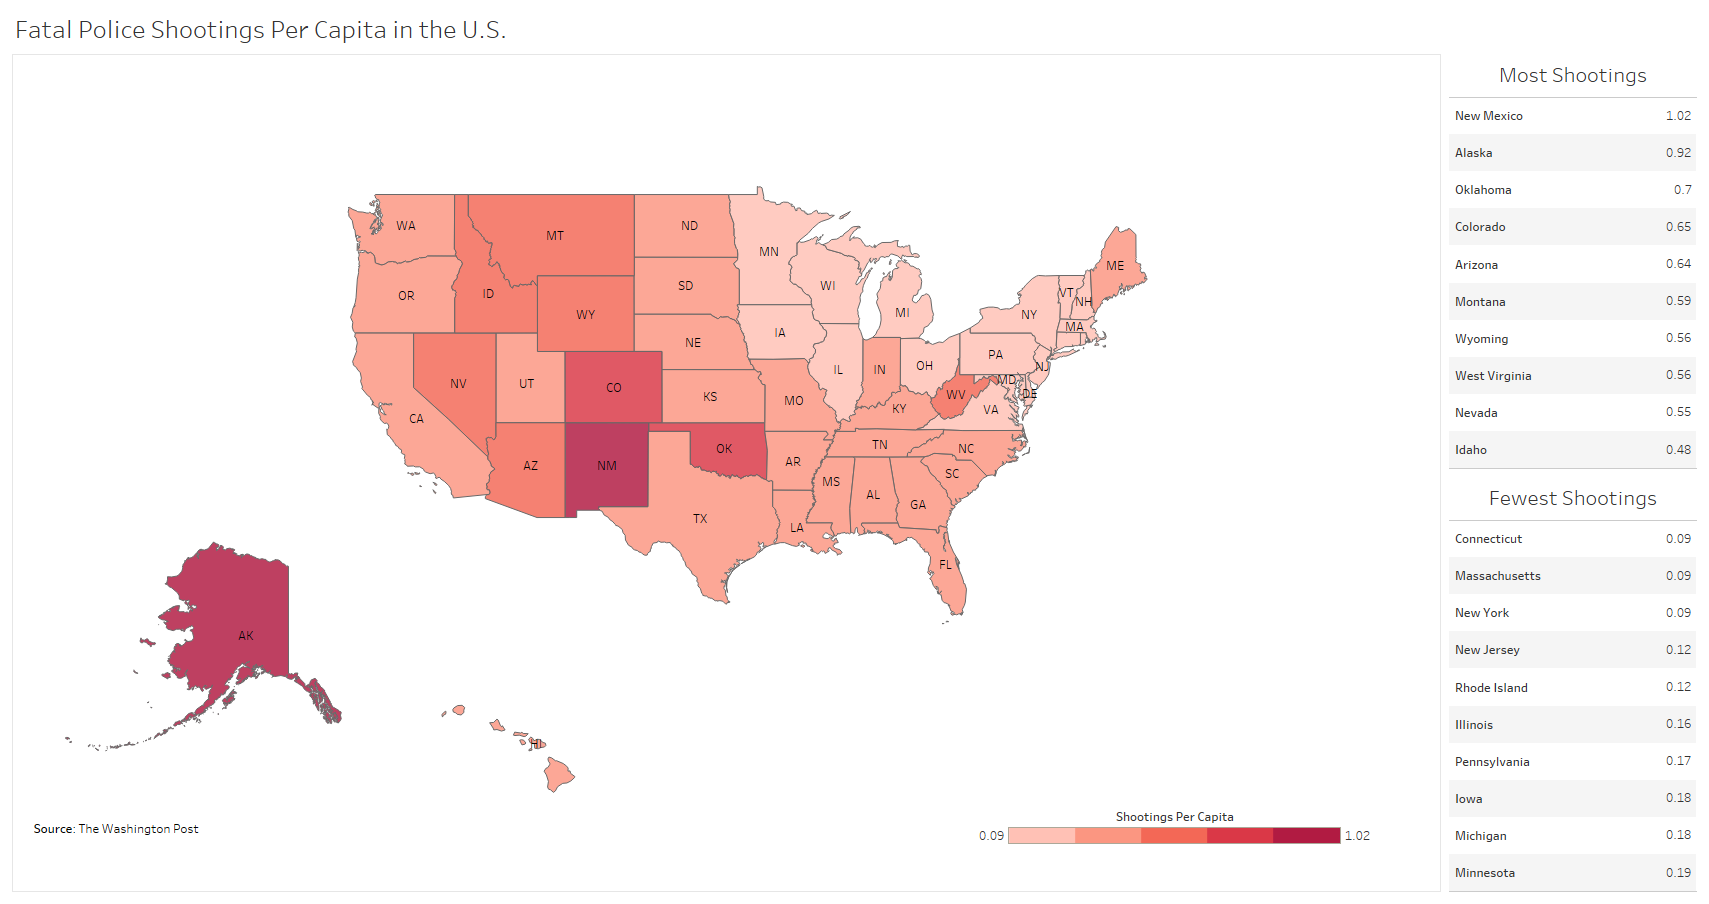 Fatal Police Shootings Per Capita in the U.S.
WA
MT
ND
MN
ME
OR
ID
SD
WI
VT
NH
WY
MI
NY
MA
IA
NE
PA
NV
UT
CO
IL
IN
OH
NJ
MD
KS
MO
WV
DE
CA
KY
VA
AZ
NM
OK
AR
TN
NC
SC
MS
AL
GA
TX
LA
FL
AK
HI
Source: The Washington Post
Shootings Per Capita
0.09 1.02
Most Shootings
New Mexico 1.02
Alaska 0.92
Oklahoma 0.7
Colorado 0.65
Arizona 0.64
Montana 0.59
Wyoming 0.56
West Virginia 0.56
Nevada 0.55
Idaho 0.48
Fewest Shootings
Connecticut 0.09
Massachusetts 0.09
New York 0.09
New Jersey 0.12
Rhode Island 0.12
Illinois 0.16
Pennsylvania 0.17
Iowa 0.18
Michigan 0.18
Minnesota 0.19